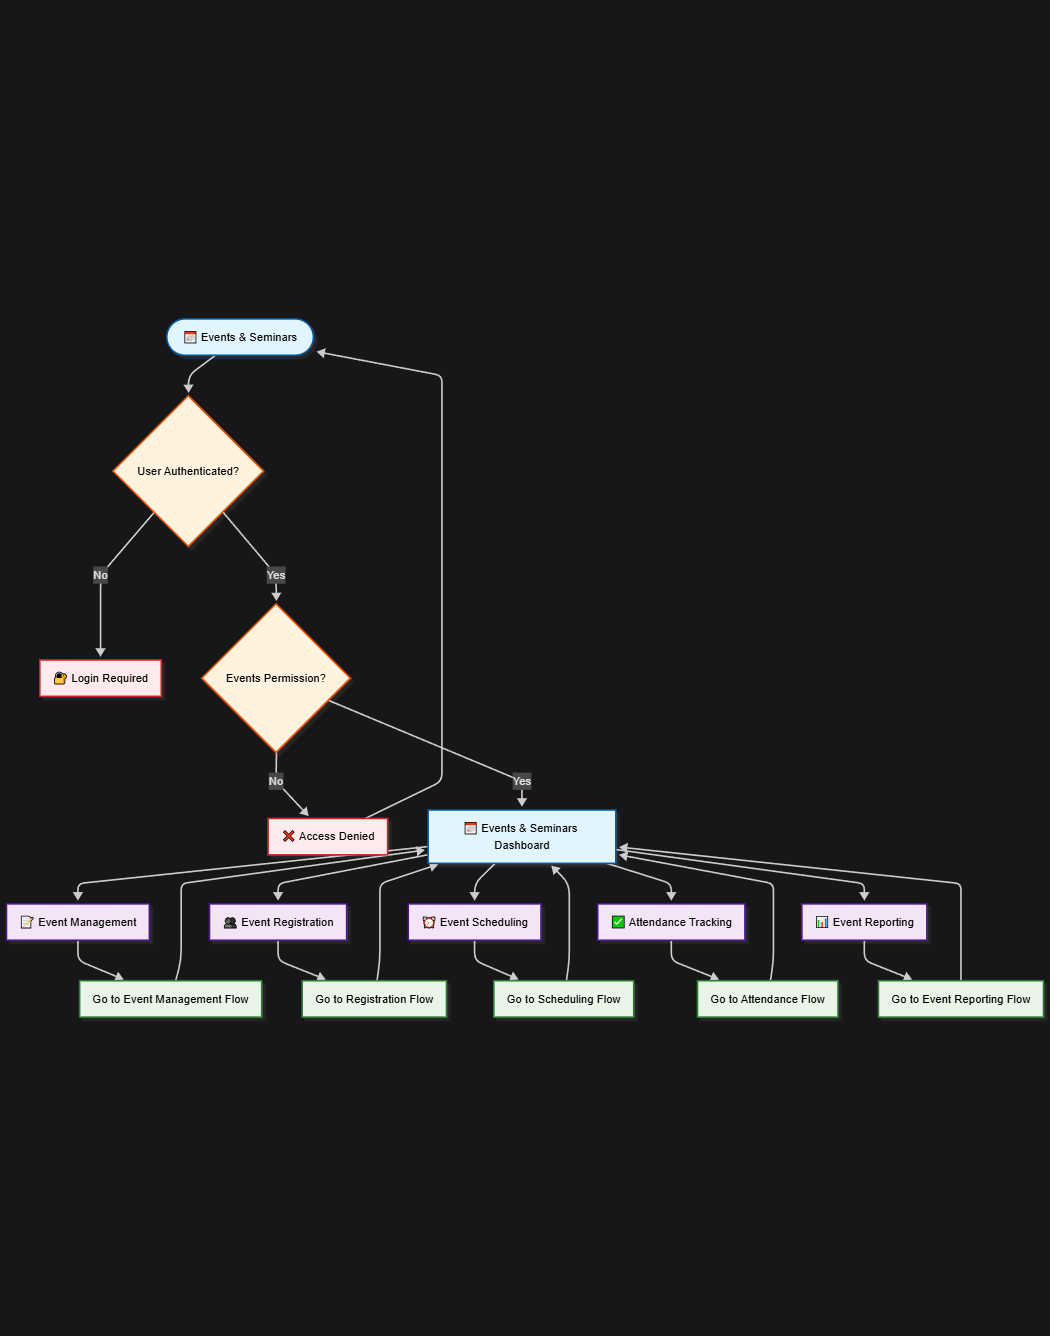 Events & Seminars
User Authenticated?
No
Yes
Login Required
Events Permission?
No
Yes
Access Denied
Events & Seminars
Dashboard
Event Management
Event Registration
Event Scheduling
Attendance Tracking
Event Reporting
Go to Event Management Flow
Go to Registration Flow
Go to Scheduling Flow
Go to Attendance Flow
Go to Event Reporting Flow